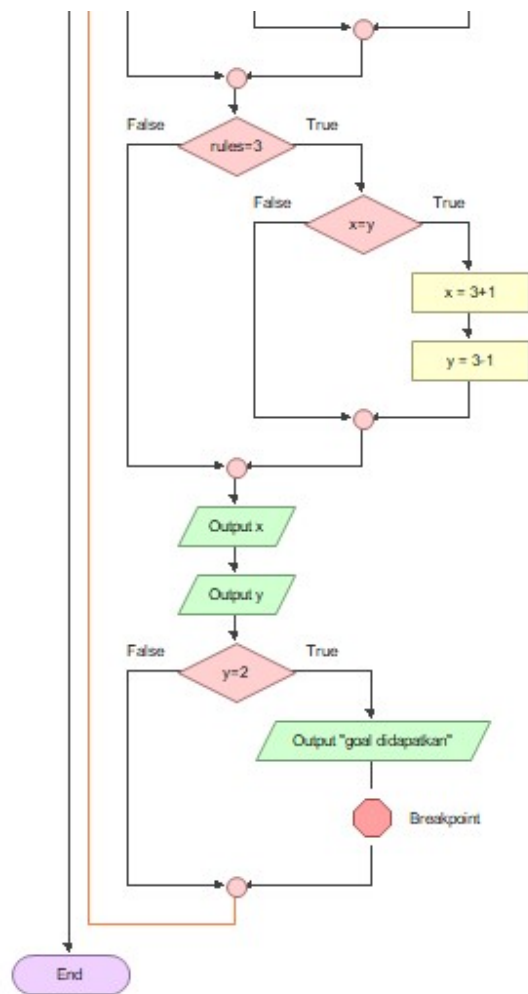 False
True
rules=3
False
True
x=y
x = 3+1
y = 3-1
Output x
Output y
False
True
y=2
Output "goal didapatkan"
Breakpoint
End